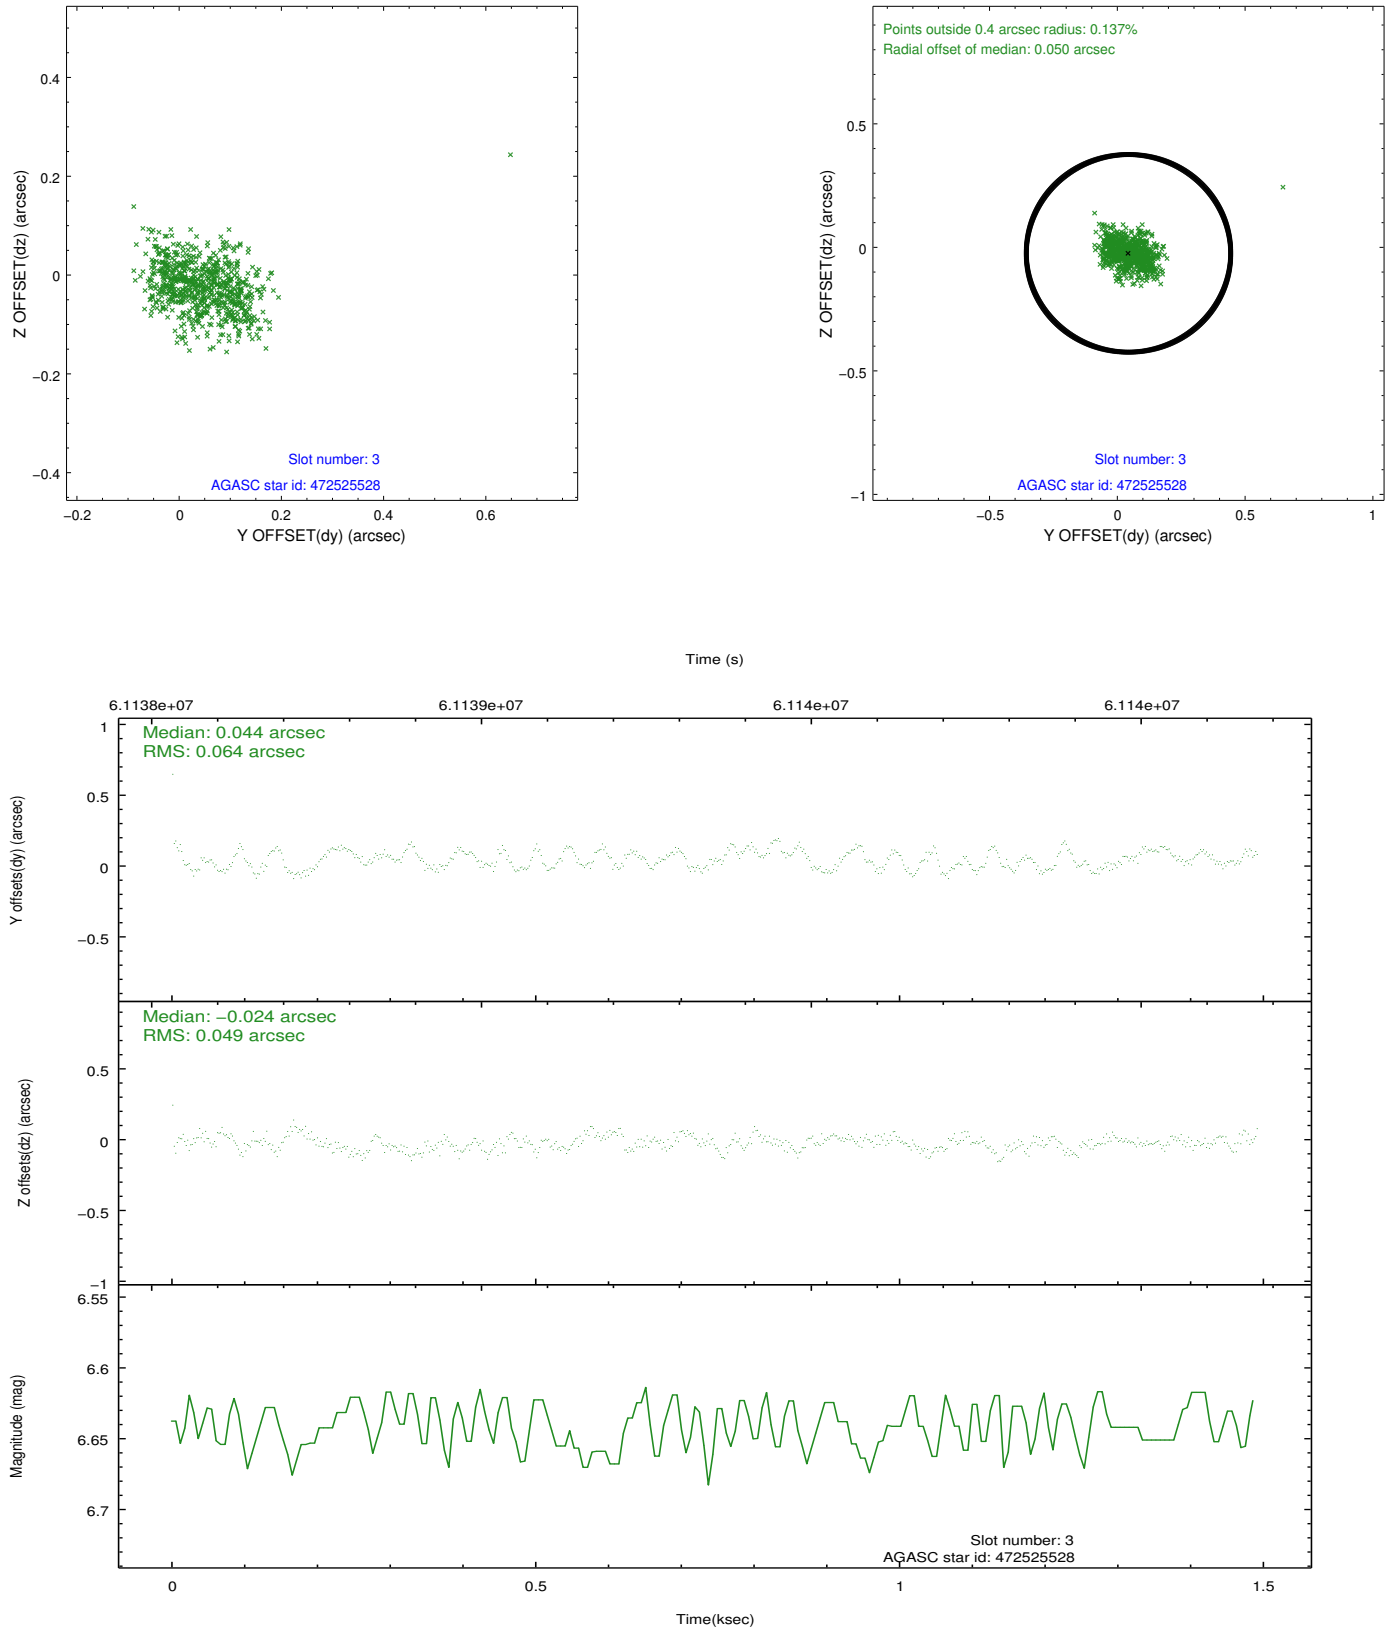 0.4
0.2
0
−0.2
−0.4
Z OFFSET(dz) (arcsec)
Slot number: 3
AGASC star id: 472525528
−0.2 0 0.2 0.4 0.6
Y OFFSET(dy) (arcsec)
Points outside 0.4 arcsec radius: 0.137%
Radial offset of median: 0.050 arcsec
0.5
0
−0.5
−1
Z OFFSET(dz) (arcsec)
Slot number: 3
AGASC star id: 472525528
−0.5 0 0.5 1
Y OFFSET(dy) (arcsec)
Time (s)
6.1138e+07 6.1139e+07 6.114e+07 6.114e+07
Median: 0.044 arcsec
RMS: 0.064 arcsec
1
0.5
0
−0.5
Y offsets(dy) (arcsec)
Median: −0.024 arcsec
RMS: 0.049 arcsec
0.5
0
−0.5
−1
Z offsets(dz) (arcsec)
6.55
6.6
6.65
6.7
Magnitude (mag)
Slot number: 3
AGASC star id: 472525528
0 0.5 1 1.5
Time(ksec)